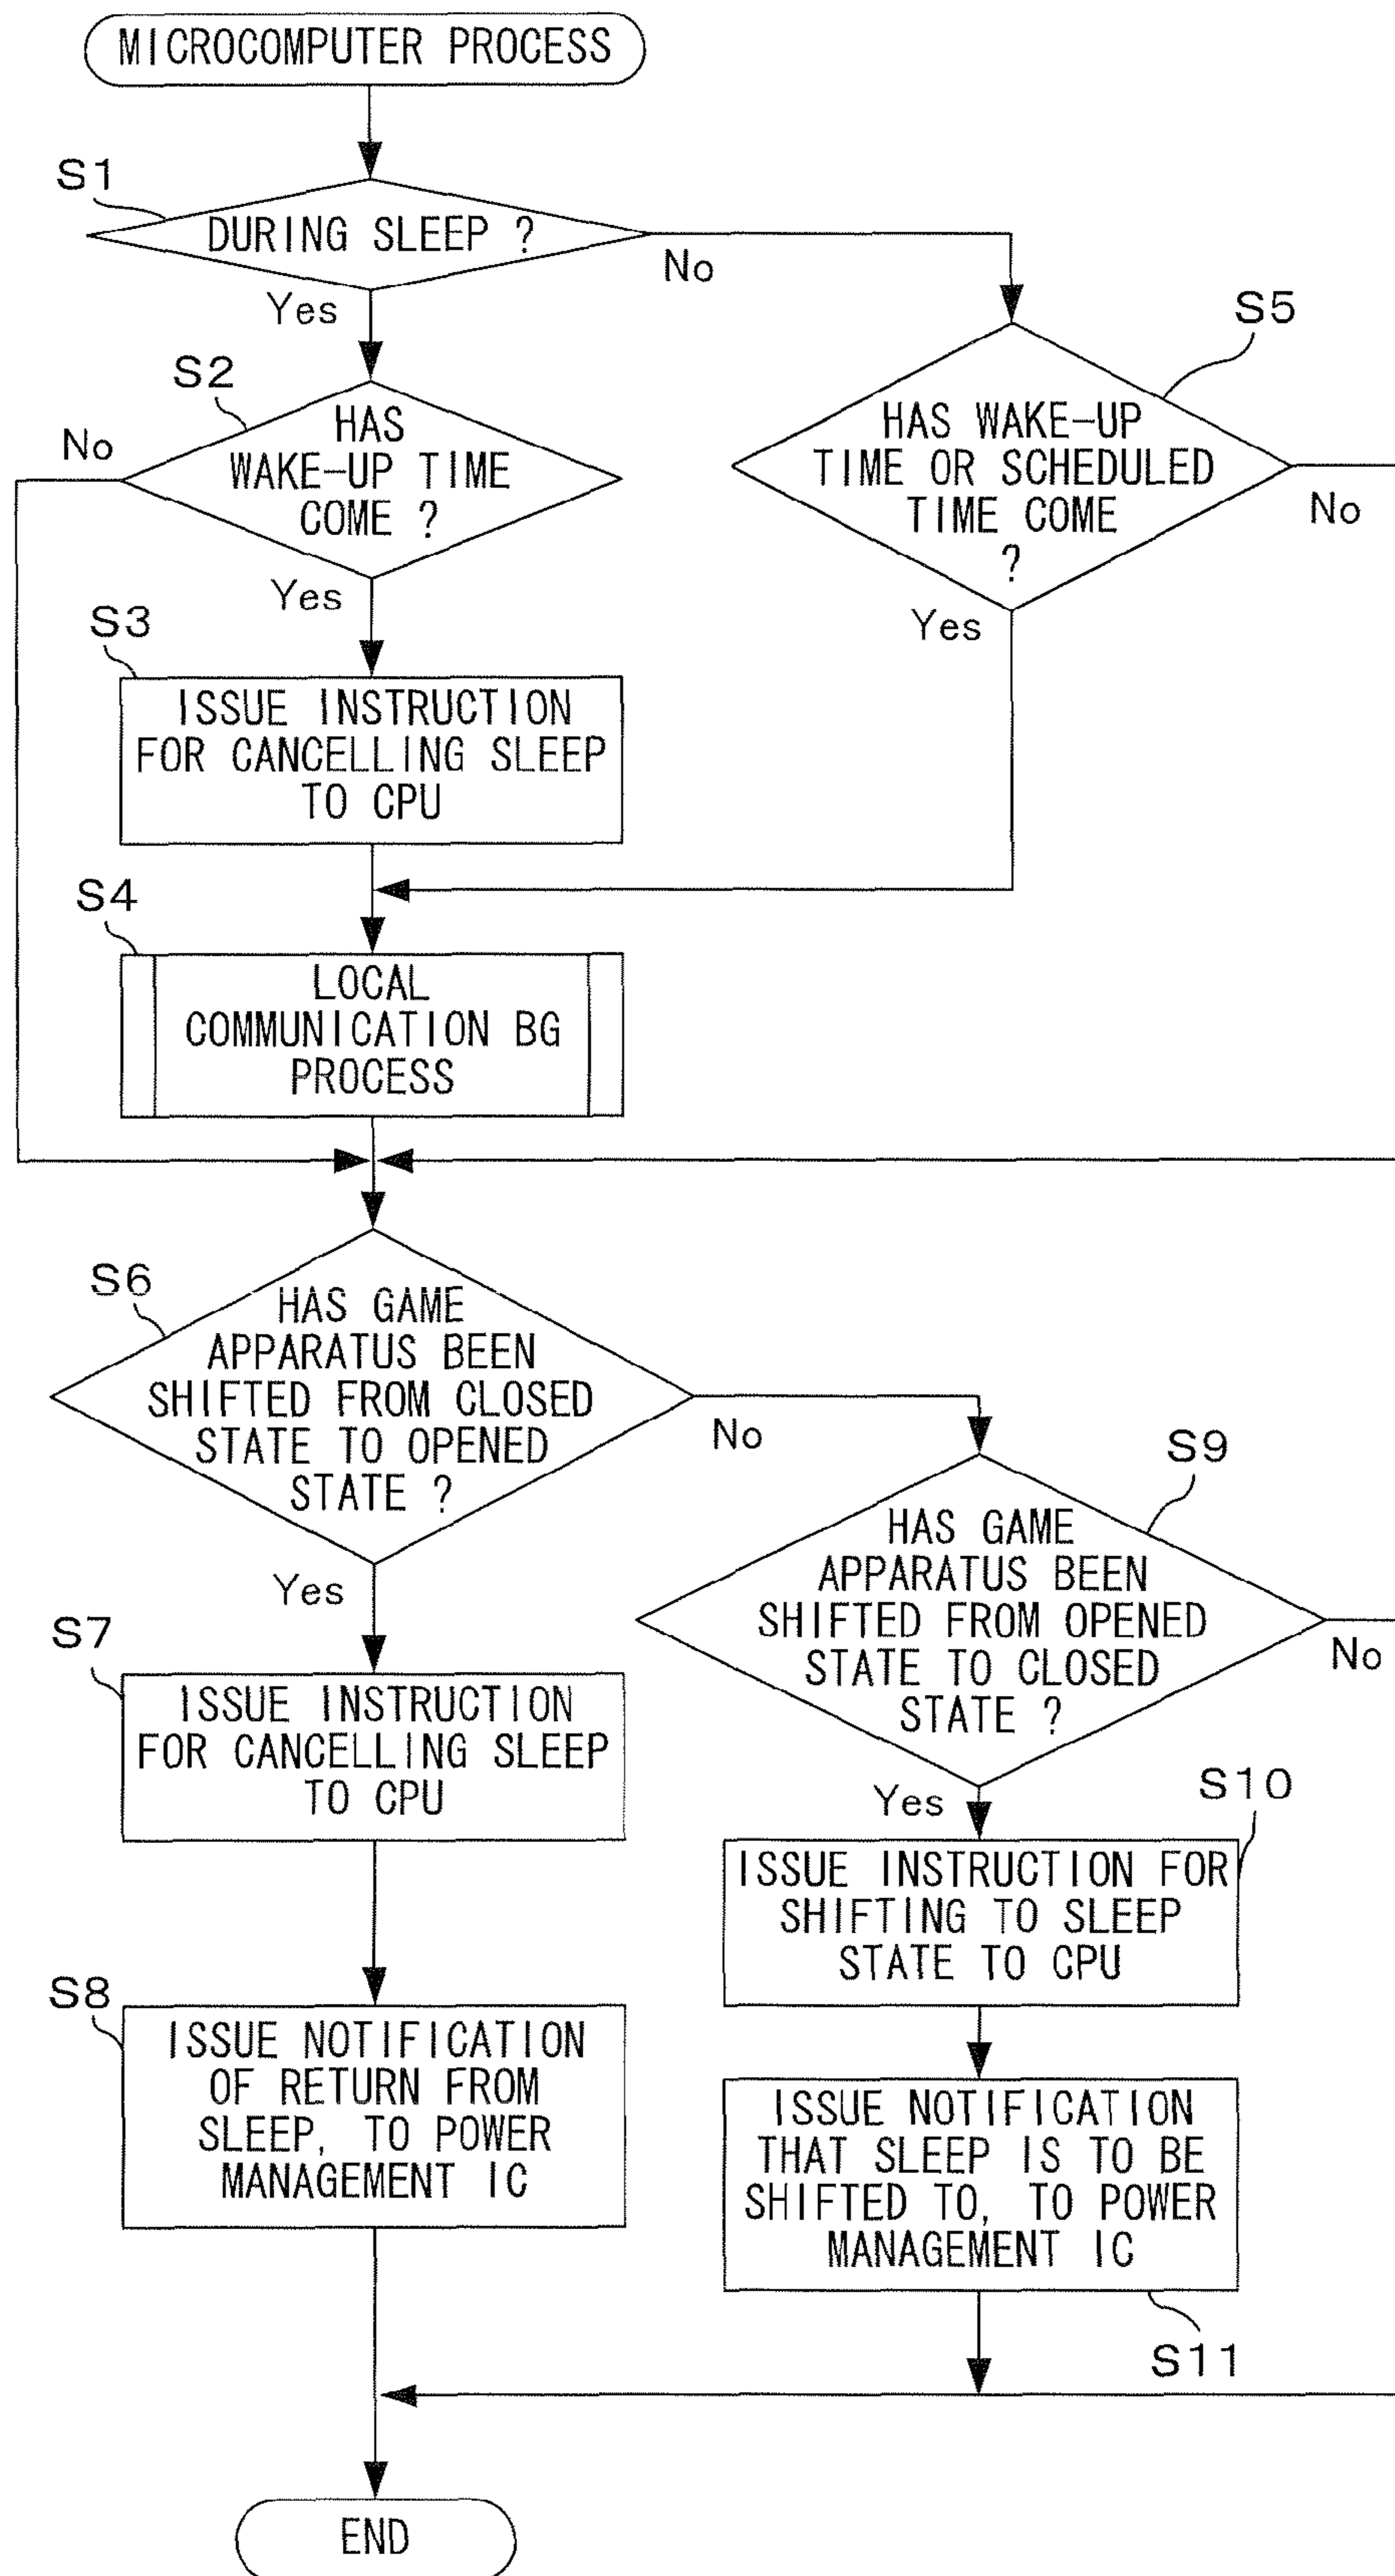 MICROCOMPUTER PROCESS
S1
DURING SLEEP ?
No
Yes
S2
No
HAS
WAKE-UP TIME
COME ?
Yes
S5
HAS WAKE-UP
TIME OR SCHEDULED
TIME COME
?
No
Yes
S3
ISSUE INSTRUCTION
FOR CANCELLING SLEEP
TO CPU
S4
LOCAL
COMMUNICATION BG
PROCESS
S6
HAS GAME
APPARATUS BEEN
SHIFTED FROM CLOSED
STATE TO OPENED
STATE ?
No
Yes
S7
ISSUE INSTRUCTION
FOR CANCELLING SLEEP
TO CPU
S8
ISSUE NOTIFICATION
OF RETURN FROM
SLEEP, TO POWER
MANAGEMENT IC
S9
HAS GAME
APPARATUS BEEN
SHIFTED FROM OPENED
STATE TO CLOSED
STATE ?
No
Yes
S10
ISSUE INSTRUCTION FOR
SHIFTING TO SLEEP
STATE TO CPU
ISSUE NOTIFICATION
THAT SLEEP IS TO BE
SHIFTED TO, TO POWER
MANAGEMENT IC
S11
END